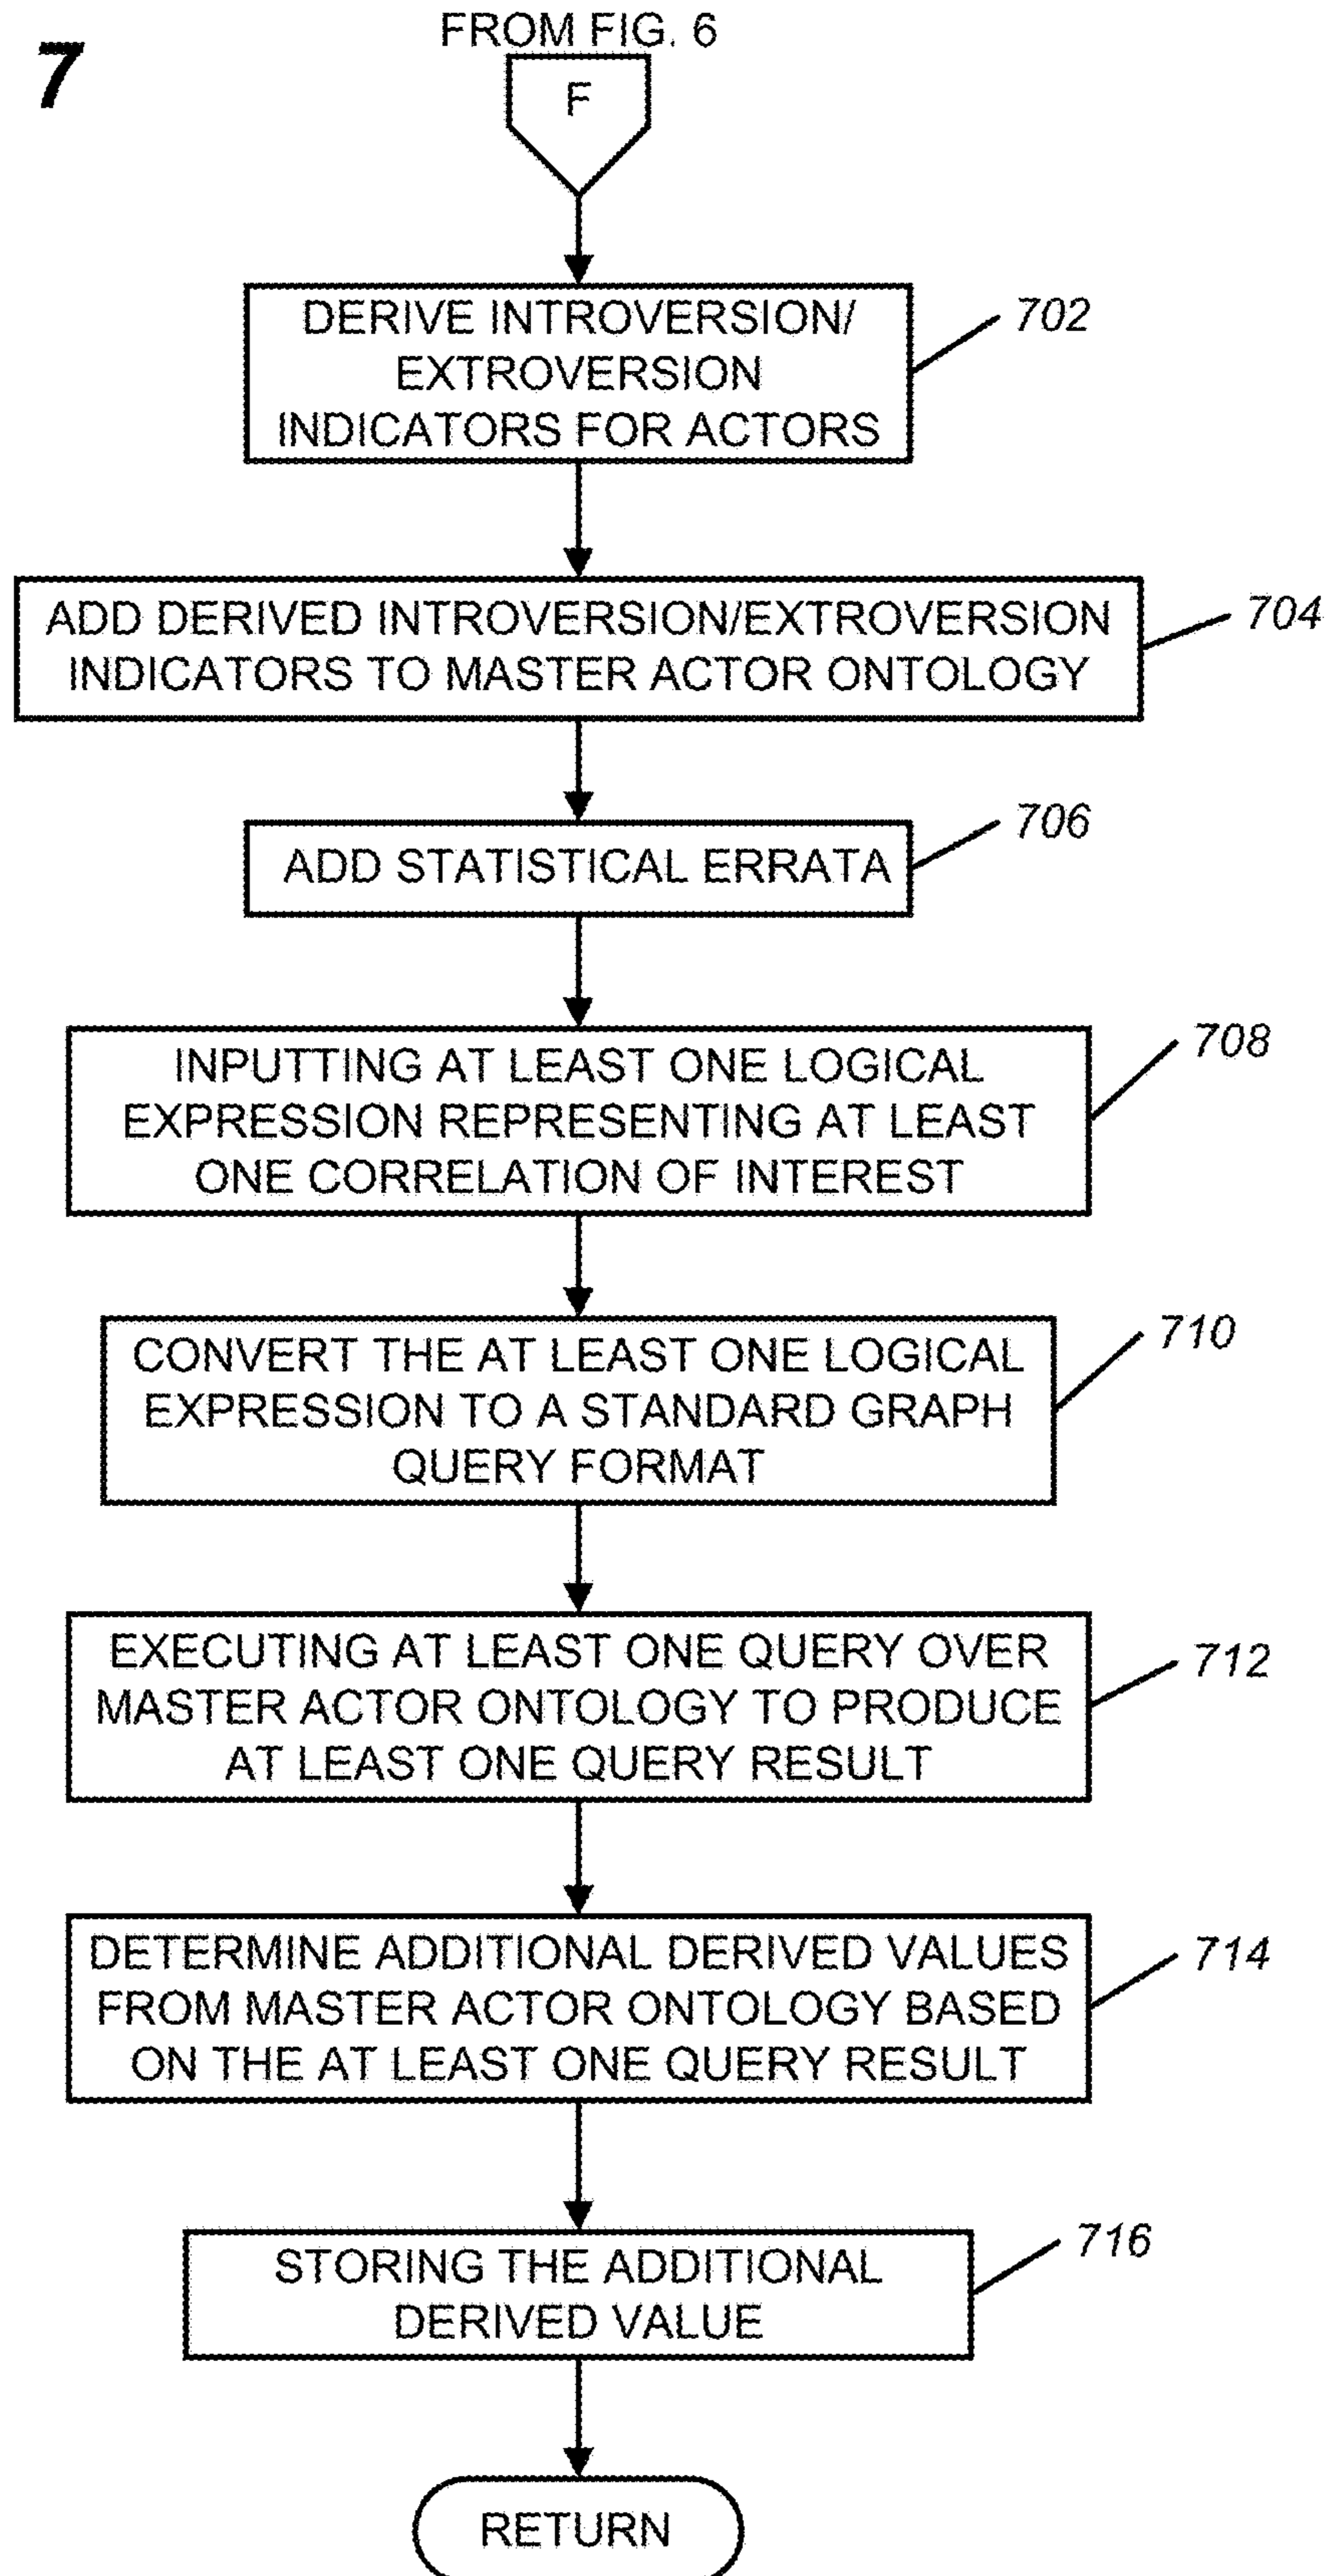 7
FROM FIG. 6
F
DERIVE INTROVERSION/
EXTROVERSION
INDICATORS FOR ACTORS
702
ADD DERIVED INTROVERSION/EXTROVERSION
INDICATORS TO MASTER ACTOR ONTOLOGY
704
ADD STATISTICAL ERRATA
706
INPUTTING AT LEAST ONE LOGICAL
EXPRESSION REPRESENTING AT LEAST
ONE CORRELATION OF INTEREST
708
CONVERT THE AT LEAST ONE LOGICAL
EXPRESSION TO A STANDARD GRAPH
QUERY FORMAT
710
EXECUTING AT LEAST ONE QUERY OVER
MASTER ACTOR ONTOLOGY TO PRODUCE
AT LEAST ONE QUERY RESULT
712
DETERMINE ADDITIONAL DERIVED VALUES
FROM MASTER ACTOR ONTOLOGY BASED
ON THE AT LEAST ONE QUERY RESULT
714
STORING THE ADDITIONAL
DERIVED VALUE
716
RETURN